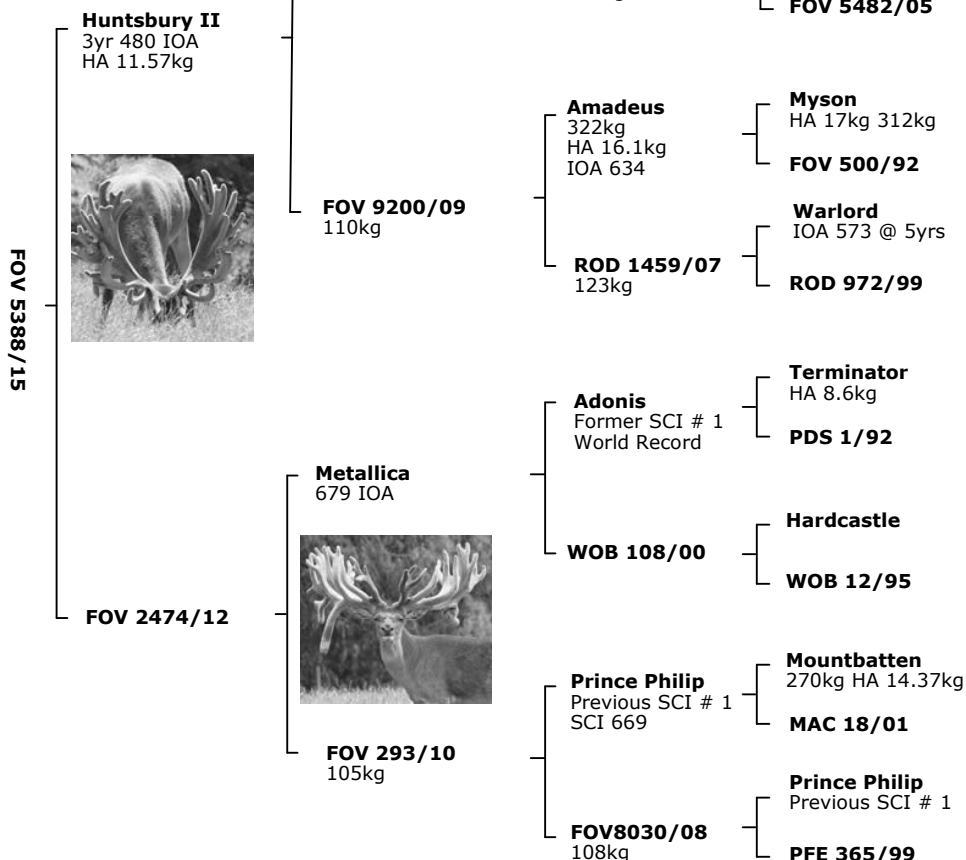 FOV 5482/05
Huntsbury II
3yr 480 IOA
HA 11.57kg
Amadeus
322kg
HA 16.1kg
IOA 634
Myson
HA 17kg 312kg
FOV 500/92
FOV 9200/09
110kg
Warlord
IOA 573 @ 5yrs
ROD 1459/07
123kg
ROD 972/99
FOV 5388/15
Terminator
HA 8.6kg
Adonis
Former SCI # 1
World Record
PDS 1/92
Metallica
679 IOA
Hardcastle
WOB 108/00
WOB 12/95
FOV 2474/12
Mountbatten
270kg HA 14.37kg
Prince Philip
Previous SCI # 1
SCI 669
MAC 18/01
FOV 293/10
105kg
Prince Philip
Previous SCI # 1
FOV8030/08
108kg
PFE 365/99